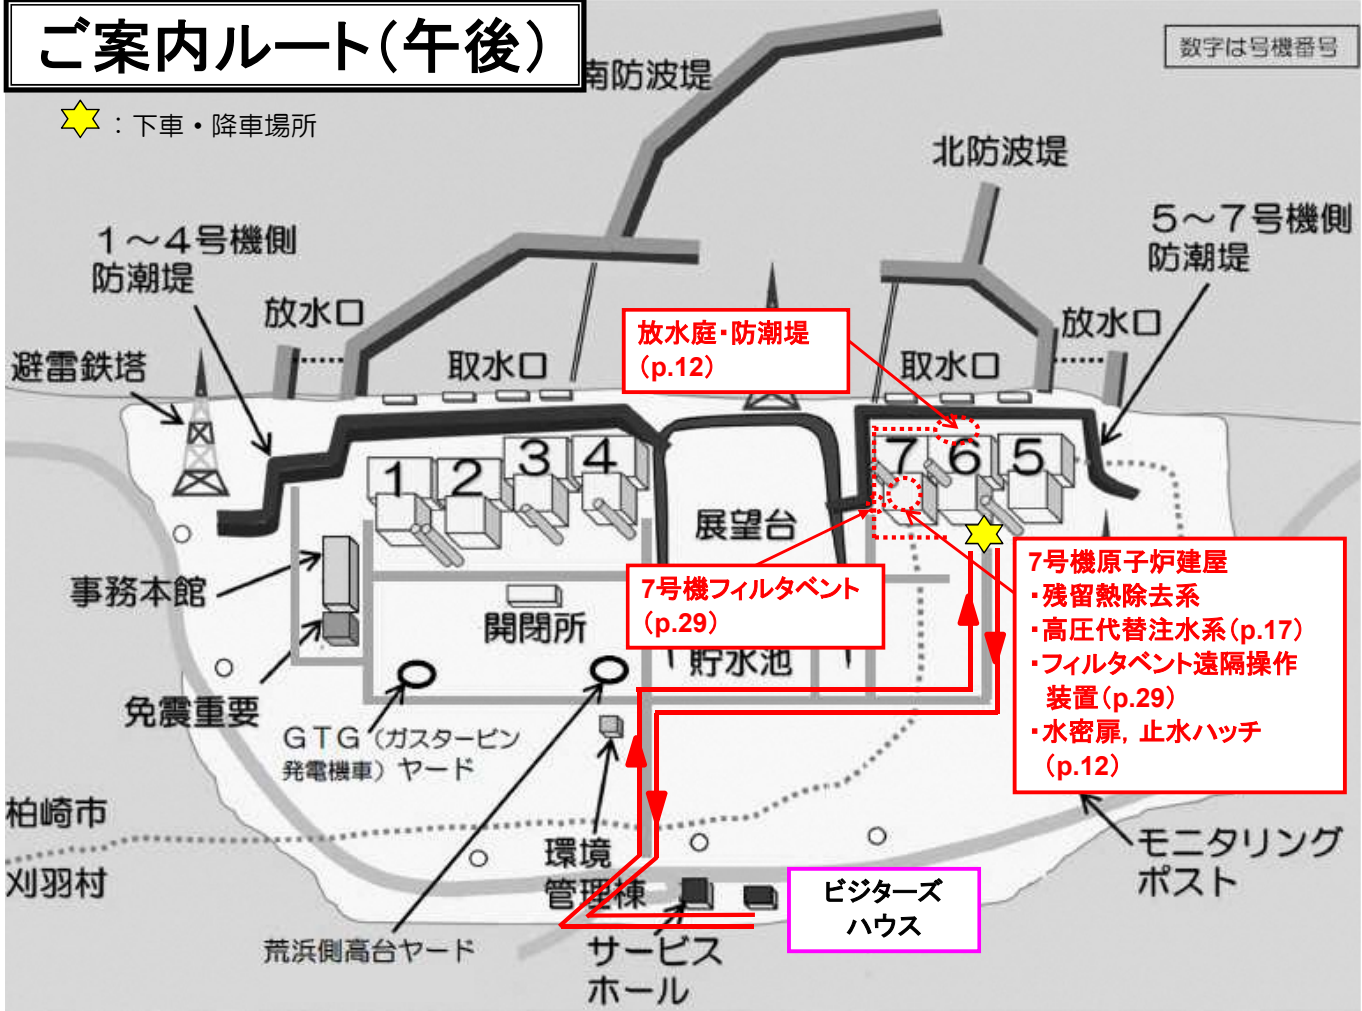 ご案内ルート(午後)
数字は号機番号
南防波堤
：下車・降車場所
北防波堤
１～４号機側
防潮堤
５～７号機側
防潮堤
放水口
放水口
放水庭・防潮堤
(p.12)
避雷鉄塔
取水口
取水口
1
2
3
4
7
6
5
展望台
事務本館
開閉所
7号機フィルタベント
(p.29)
7号機原子炉建屋
・残留熱除去系
・高圧代替注水系(p.17)
・フィルタベント遠隔操作
装置(p.29)
・水密扉，止水ハッチ
(p.12)
貯水池
免震重要
ＧＴＧ（ガスタービン
発電機車）ヤード
柏崎市
刈羽村
環境
管理棟
モニタリング
ポスト
ビジターズ
ハウス
荒浜側高台ヤード
サービス
ホール